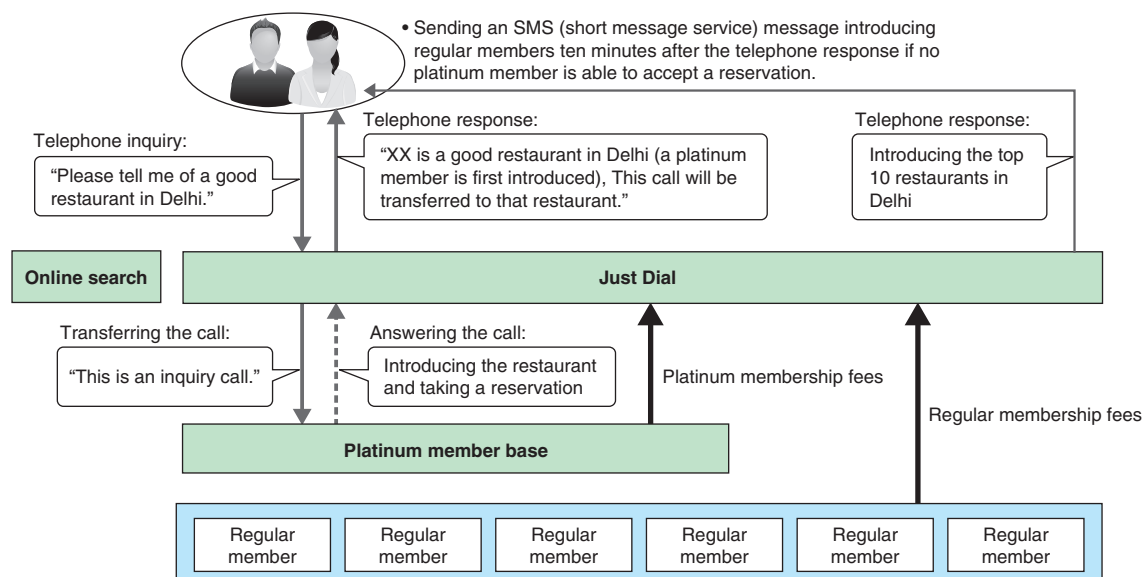 • Sending an SMS (short message service) message introducing
regular members ten minutes after the telephone response if no
platinum member is able to accept a reservation.
Telephone inquiry:
“Please tell me of a good
restaurant in Delhi.”
Telephone response:
“XX is a good restaurant in Delhi (a platinum
member is first introduced), This call will be
transferred to that restaurant.”
Telephone response:
Introducing the top
10 restaurants in
Delhi
Online search
Just Dial
Transferring the call:
“This is an inquiry call.”
Answering the call:
Introducing the restaurant
and taking a reservation
Platinum membership fees
Regular membership fees
Platinum member base
Regular
member
Regular
member
Regular
member
Regular
member
Regular
member
Regular
member